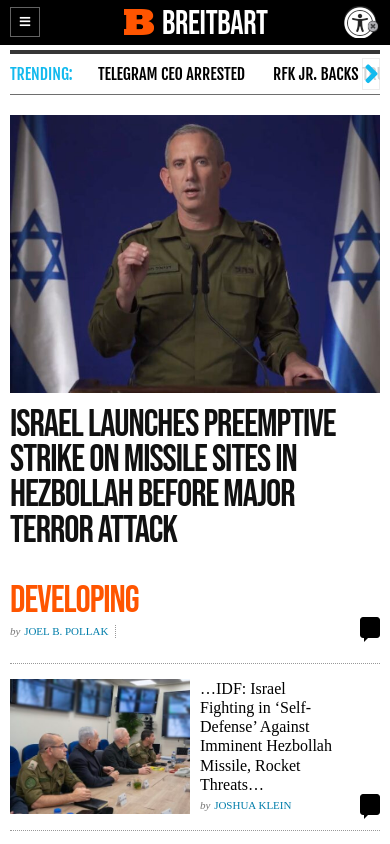 BREITBART
TRENDING:
TELEGRAM CEO ARRESTED
RFK JR. BACKS
ISRAEL LAUNCHES PREEMPTIVE
STRIKE ON MISSILE SITES IN
HEZBOLLAH BEFORE MAJOR
TERROR ATTACK
DEVELOPING
by JOEL B. POLLAK
…IDF: Israel
Fighting in ‘Self-
Defense’ Against
Imminent Hezbollah
Missile, Rocket
Threats…
by JOSHUA KLEIN